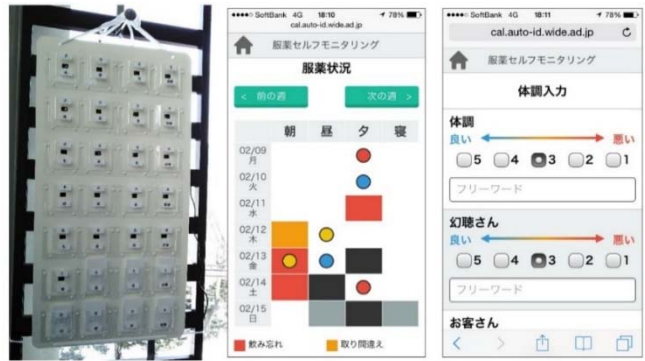 SoftBank 4G 18:10 78%
cal.auto-id.wide.ad.jp
服薬セルフモニタリング
服薬状況
< 前の週 次の週 >
朝 昼 夕 寝
02/09
月
02/10
火
02/11
水
02/12
木
02/13
金
02/14
土
02/15
日
飲み忘れ 取り間違え
SoftBank 4G 18:11 78%
cal.auto-id.wide.ad.jp
服薬セルフモニタリング
体調入力
体調
良い 悪い
5 4 3 2 1
フリーワード
幻聴さん
良い 悪い
5 4 3 2 1
フリーワード
お客さん